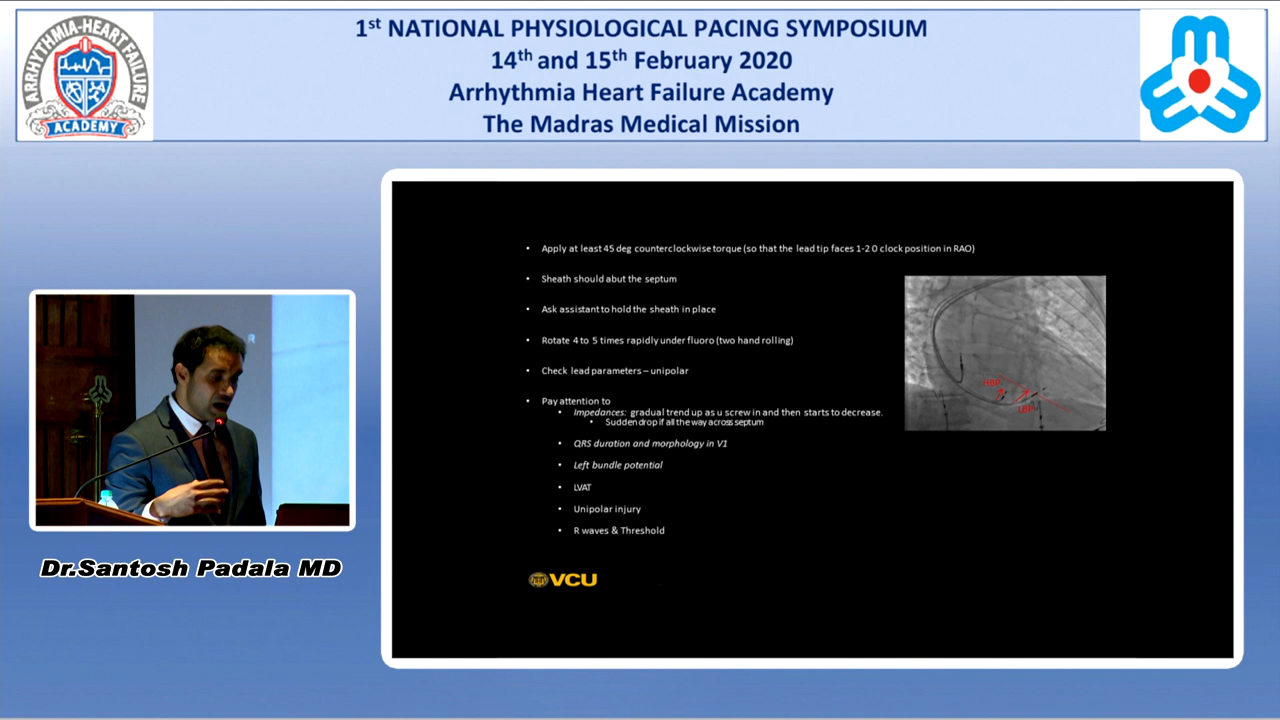 1st NATIONAL PHYSIOLOGICAL PACING SYMPOSIUM
14th and 15th February 2020
Arrhythmia Heart Failure Academy
The Madras Medical Mission
ARRHYTHMIA-HEART FAILURE
ACADEMY
• Apply at least 45 deg counterclockwise torque (so that the lead tip faces 1-2 O clock position in RAO)
• Sheath should abut the septum
• Ask assistant to hold the sheath in place
• Rotate 4 to 5 times rapidly under fluoro (two hand rolling)
• Check lead parameters – unipolar
• Pay attention to
• Impedances: gradual trend up as u screw in and then starts to decrease.
• Sudden drop if all the way across septum
• QRS duration and morphology in V1
• Left bundle potential
• LVAT
• Unipolar injury
• R waves & Threshold
VCU
Dr.Santosh Padala MD